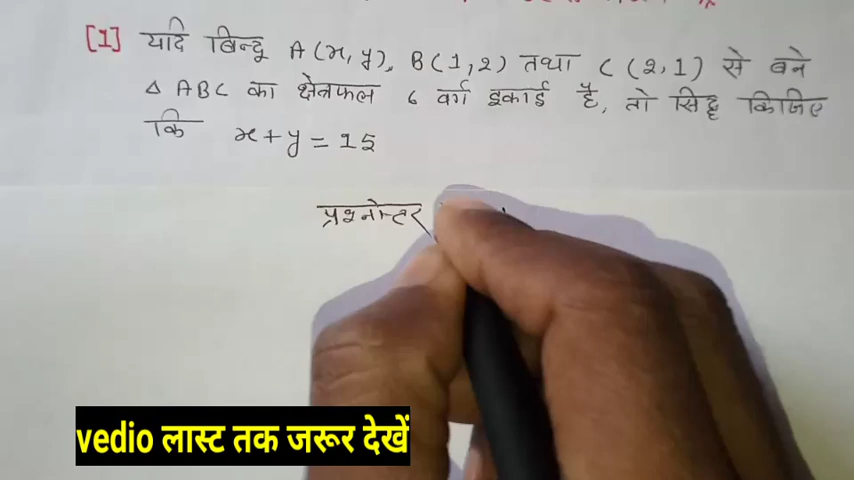 [1] यदि बिन्दू A(x,y), B(1,2) तथा C (2,1) से बने
△ ABC का क्षेत्रफल 6 वर्ग इकाई है, तो सिद्ध किजिए
कि x+y = 15
प्रश्नोत्तर
vedio लास्ट तक जरूर देखें